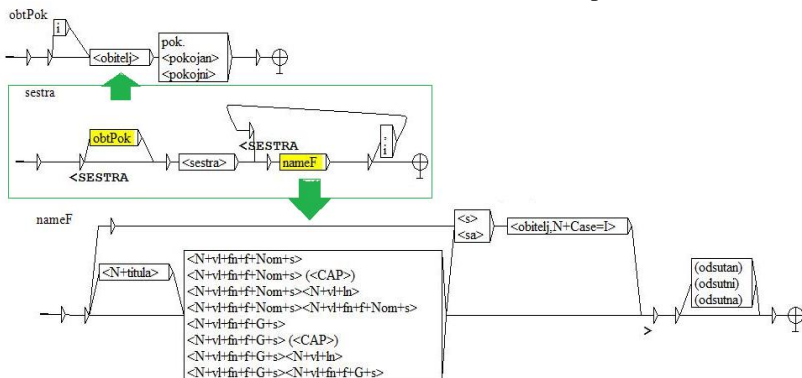 obtPok
i
<obitelj>
pok.
<pokojan>
<pokojni>
sestra
obtPok
<SESTRA
<sestra>
<SESTRA
nameF
,
i
nameF
<N+titula>
<N+vl+fn+f+Nom+s>
<N+vl+fn+f+Nom+s> (<CAP>)
<N+vl+fn+f+Nom+s><N+vl+ln>
<N+vl+fn+f+Nom+s><N+vl+fn+f+Nom+s>
<N+vl+fn+f+G+s>
<N+vl+fn+f+G+s> (<CAP>)
<N+vl+fn+f+G+s><N+vl+ln>
<N+vl+fn+f+G+s><N+vl+fn+f+G+s>
<s>
<sa>
<obitelj,N+Case=I>
>
(odsutan)
(odsutni)
(odsutna)